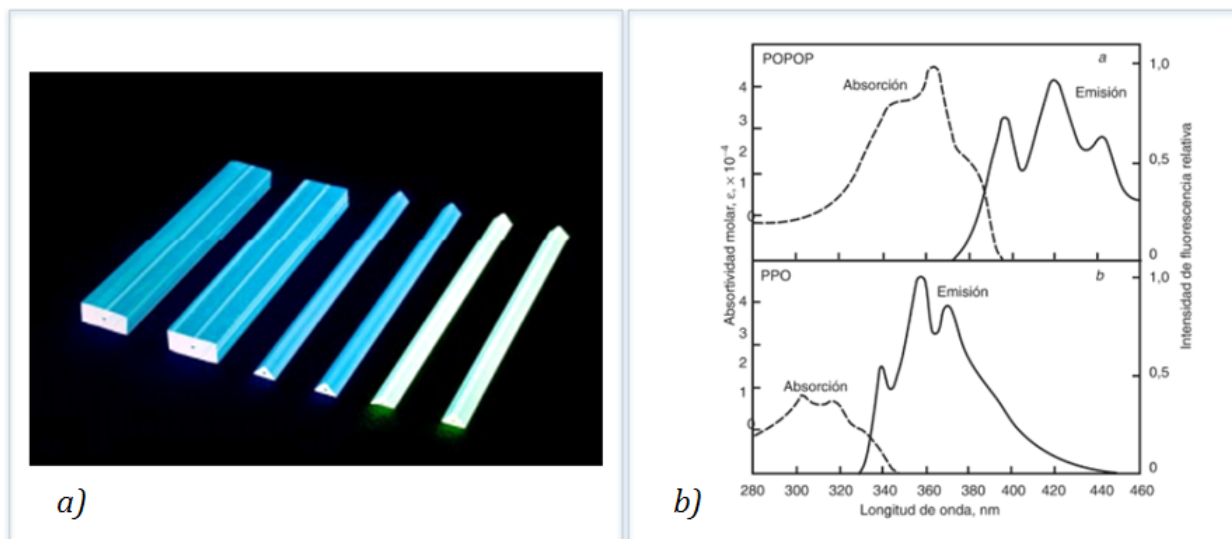 a)
POPOP
a
1,0
Absorción
Emisión
4
3
2
1
0
0,5
0
Absortividad molar, ε, × 10⁻⁴
Intensidad de fluorescencia relativa
PPO
b
1,0
Emisión
4
3
2
1
0
Absorción
0,5
0
280 300 320 340 360 380 400 420 440 460
Longitud de onda, nm
b)